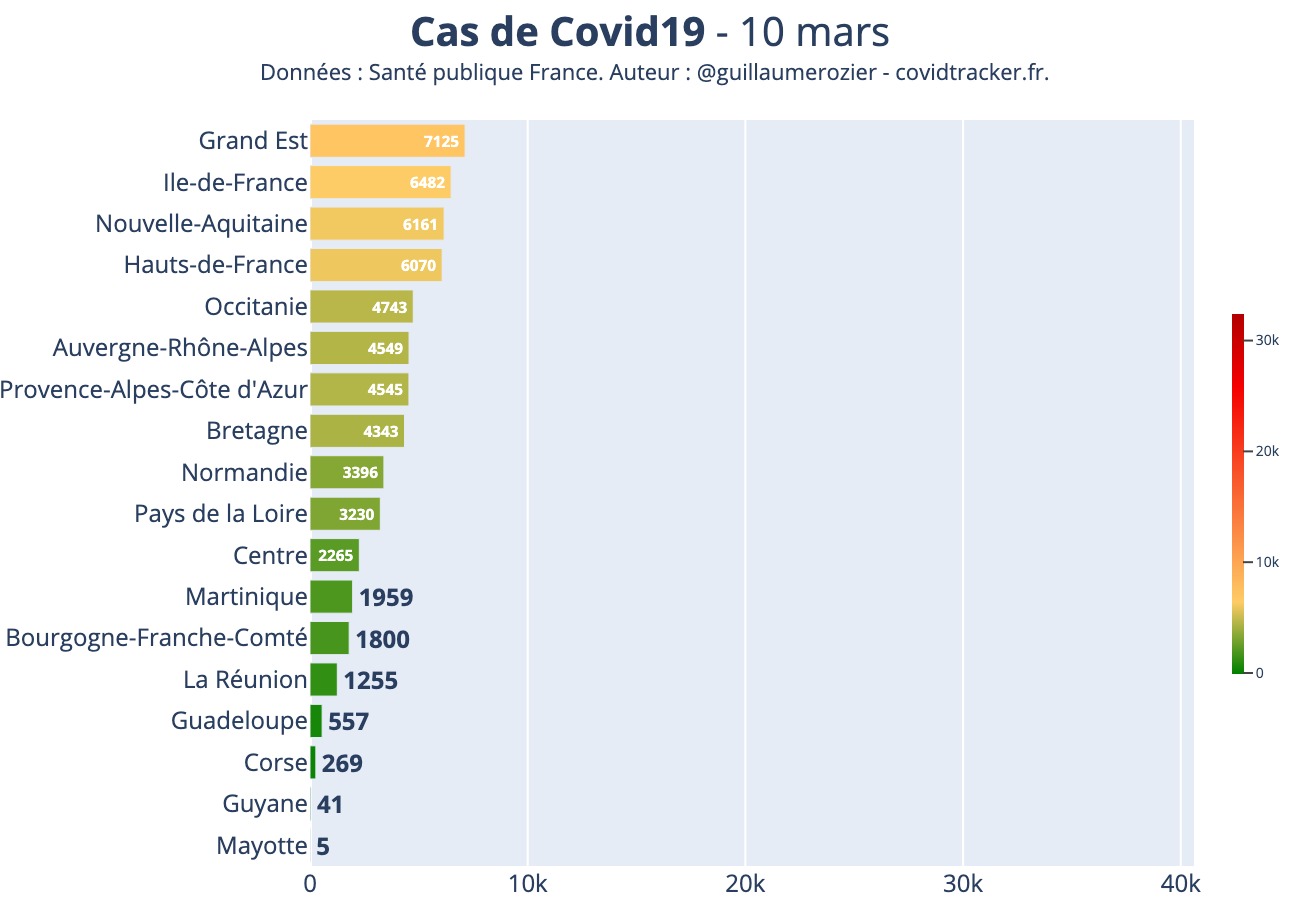 Cas de Covid19 - 10 mars
Données : Santé publique France. Auteur : @guillaumerozier - covidtracker.fr.
Grand Est 7125
Ile-de-France 6482
Nouvelle-Aquitaine 6161
Hauts-de-France 6070
Occitanie 4743
Auvergne-Rhône-Alpes 4549
Provence-Alpes-Côte d'Azur 4545
Bretagne 4343
Normandie 3396
Pays de la Loire 3230
Centre 2265
Martinique 1959
Bourgogne-Franche-Comté 1800
La Réunion 1255
Guadeloupe 557
Corse 269
Guyane 41
Mayotte 5
0 10k 20k 30k 40k
30k
20k
10k
0